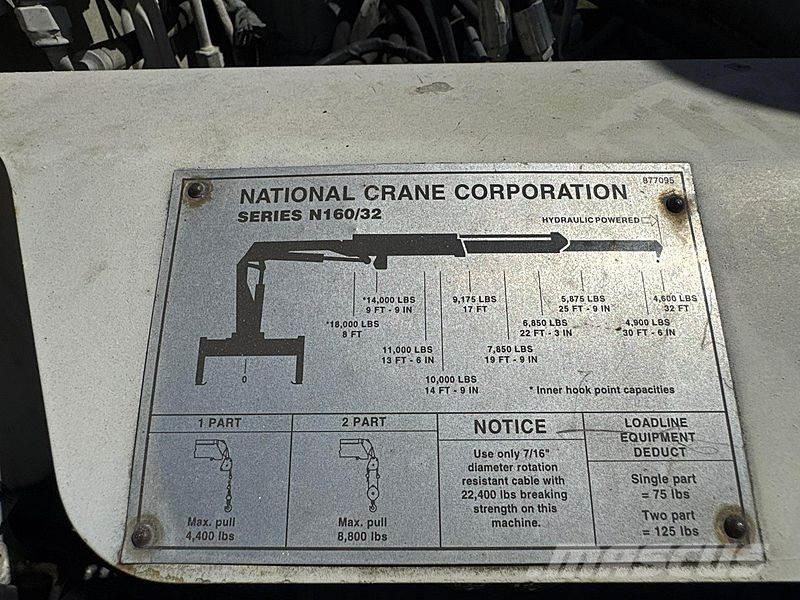 877095
NATIONAL CRANE CORPORATION
SERIES N160/32
HYDRAULIC POWERED
*14,000 LBS
9 FT - 9 IN
9,175 LBS
17 FT
5,875 LBS
25 FT - 9 IN
4,600 LBS
32 FT
*18,000 LBS
8 FT
6,850 LBS
22 FT - 3 IN
4,900 LBS
30 FT - 6 IN
11,000 LBS
13 FT - 6 IN
7,850 LBS
19 FT - 9 IN
0
10,000 LBS
14 FT - 9 IN
* Inner hook point capacities
1 PART
Max. pull
4,400 lbs
2 PART
Max. pull
8,800 lbs
NOTICE
Use only 7/16"
diameter rotation
resistant cable with
22,400 lbs breaking
strength on this
machine.
LOADLINE
EQUIPMENT
DEDUCT
Single part
= 75 lbs
Two part
= 125 lbs
MASCUS